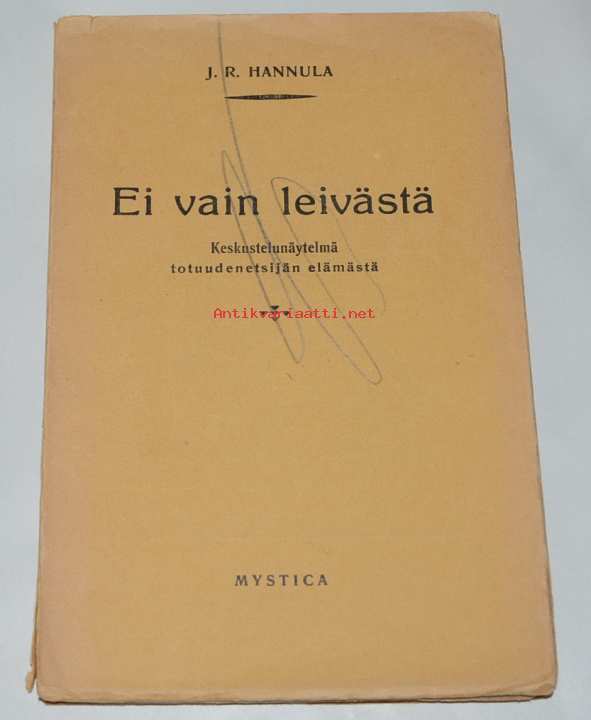 J. R. HANNULA
Ei vain leivästä
Keskustelunäytelmä
totuudenetsijän elämästä
Antikvariaatti.net
MYSTICA